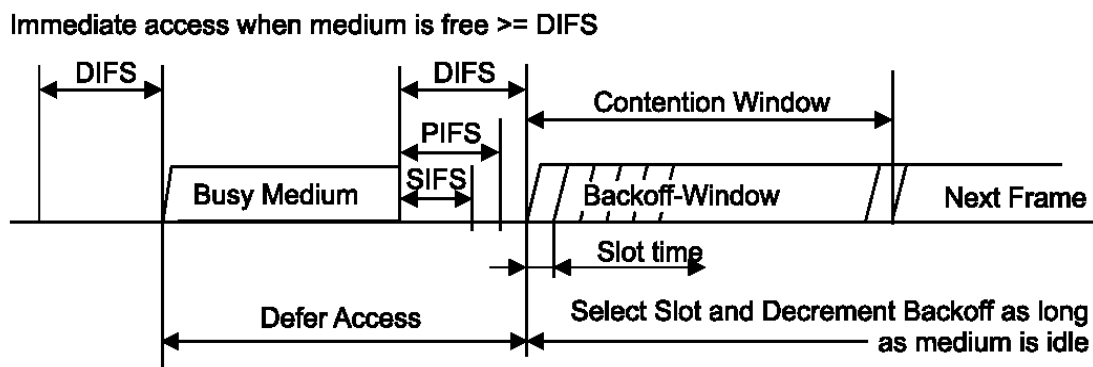 Immediate access when medium is free >= DIFS
DIFS
DIFS
Contention Window
PIFS
SIFS
Busy Medium
Backoff-Window
Next Frame
Slot time
Defer Access
Select Slot and Decrement Backoff as long
as medium is idle